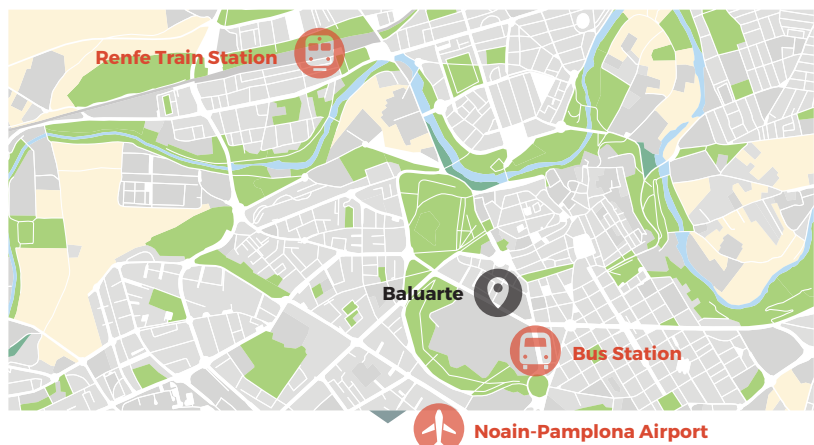 Renfe Train Station
Baluarte
Bus Station
Noain-Pamplona Airport